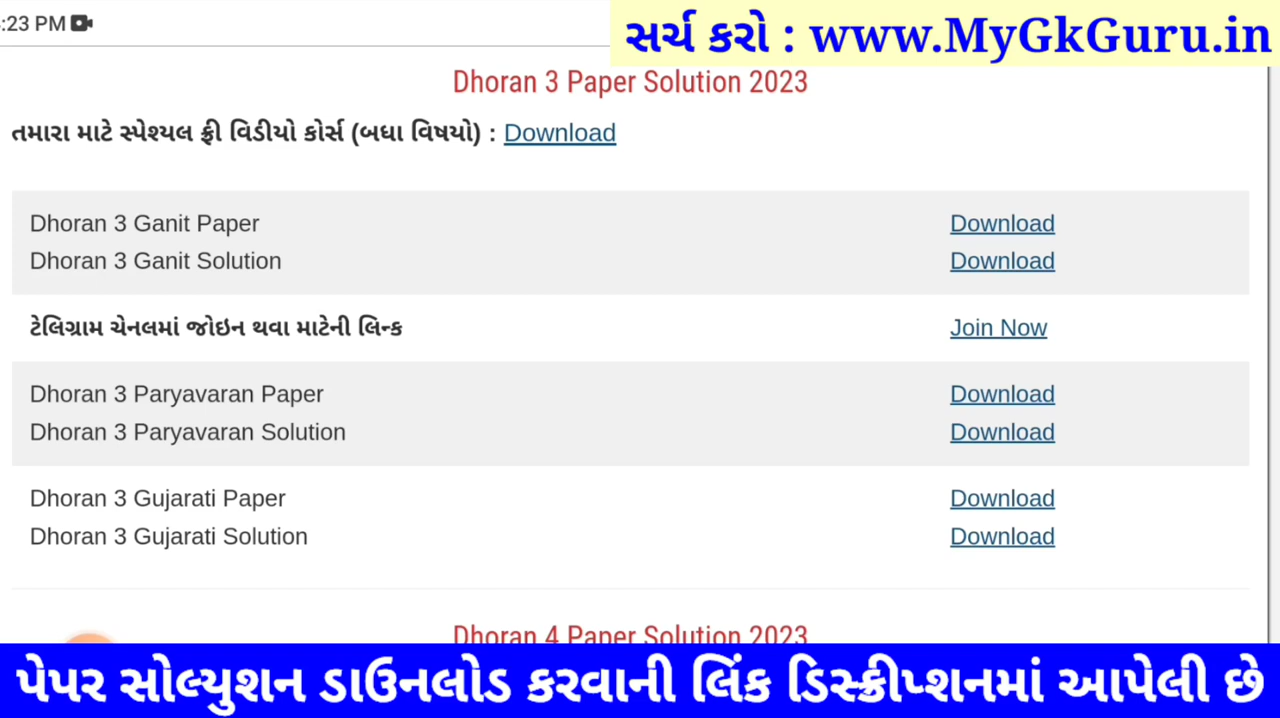 :23 PM
સર્ચ કરો : www.MyGkGuru.in
Dhoran 3 Paper Solution 2023
તમારા માટે સ્પેશ્યલ ફ્રી વિડીયો કોર્સ (બધા વિષયો) : Download
Dhoran 3 Ganit Paper Download
Dhoran 3 Ganit Solution Download
ટેલિગ્રામ ચેનલમાં જોઇન થવા માટેની લિન્ક Join Now
Dhoran 3 Paryavaran Paper Download
Dhoran 3 Paryavaran Solution Download
Dhoran 3 Gujarati Paper Download
Dhoran 3 Gujarati Solution Download
Dhoran 4 Paper Solution 2023
પેપર સોલ્યુશન ડાઉનલોડ કરવાની લિંક ડિસ્ક્રીપ્શનમાં આપેલી છે